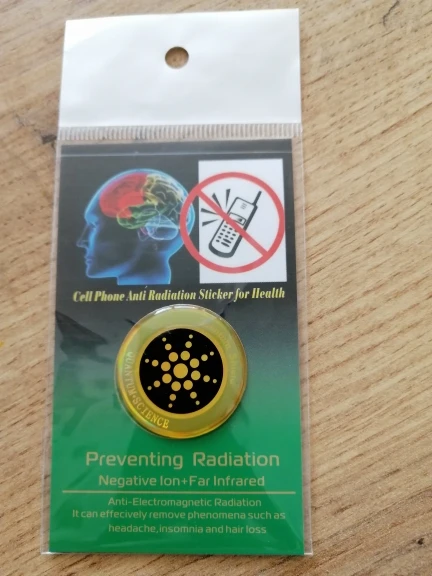 Cell Phone Anti Radiation Sticker for Health
QUANTUM·SCIENCE
Preventing Radiation
Negative Ion+Far Infrared
Anti-Electromagnetic Radiation
It can effecively remove phenomena such as
headache,insomnia and hair loss